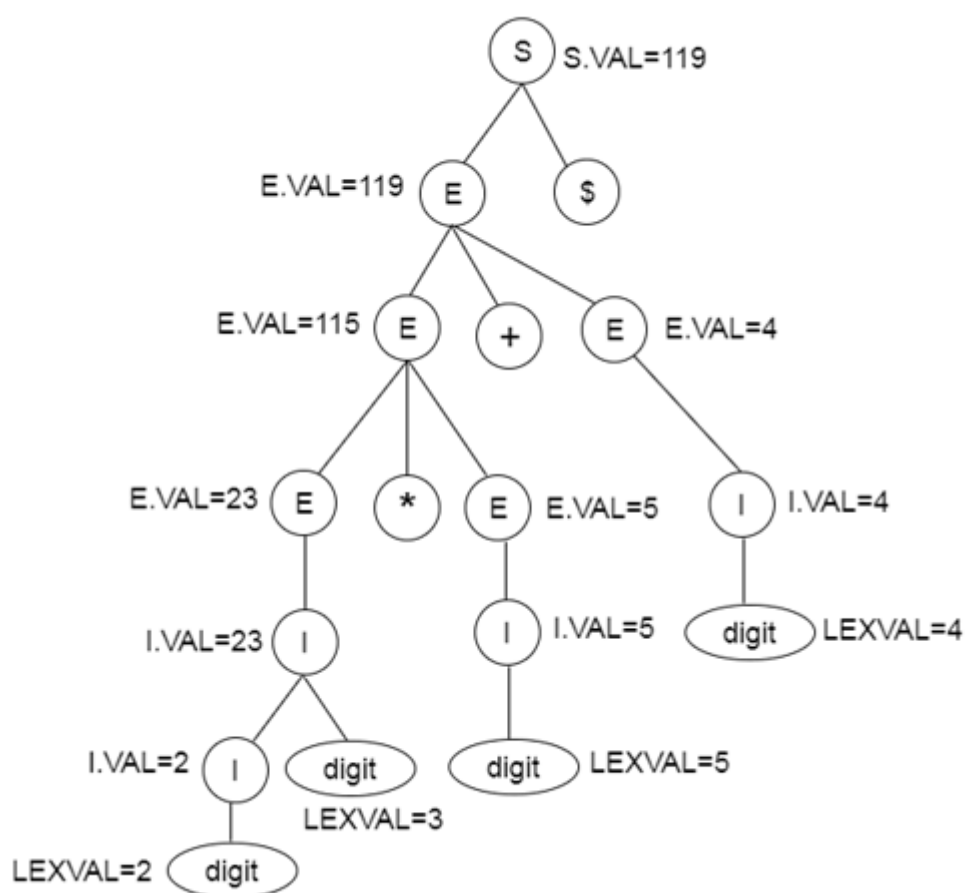 S S.VAL=119
E.VAL=119 E $
E.VAL=115 E + E E.VAL=4
E.VAL=23 E * E E.VAL=5 I I.VAL=4
I.VAL=23 I I I.VAL=5 digit LEXVAL=4
I.VAL=2 I digit digit LEXVAL=5
LEXVAL=3
LEXVAL=2 digit